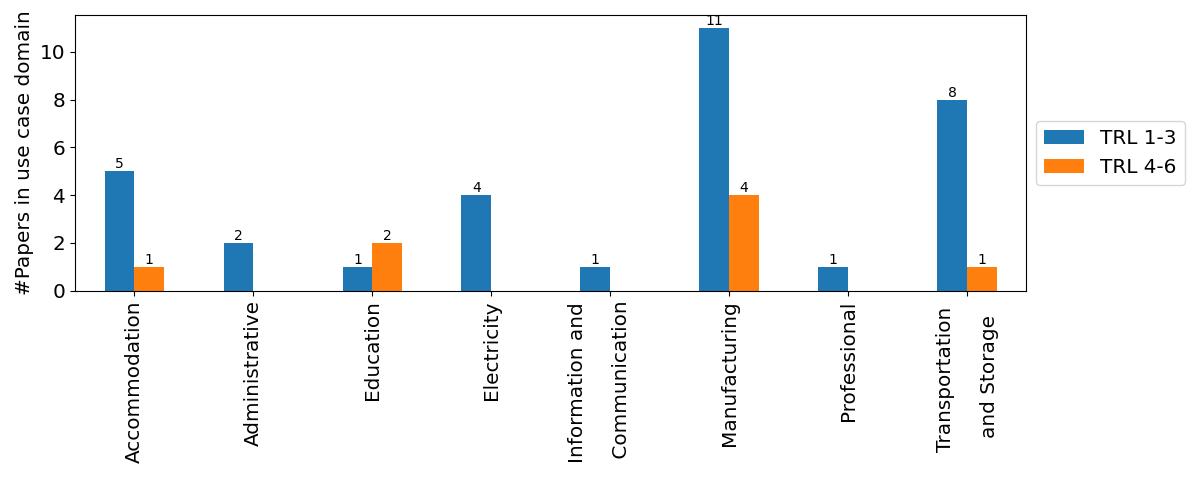 #Papers in use case domain
10
8
6
4
2
0
5
1
2
1
2
4
1
11
4
1
8
1
Accommodation
Administrative
Education
Electricity
Information and
Communication
Manufacturing
Professional
Transportation
and Storage
TRL 1-3
TRL 4-6